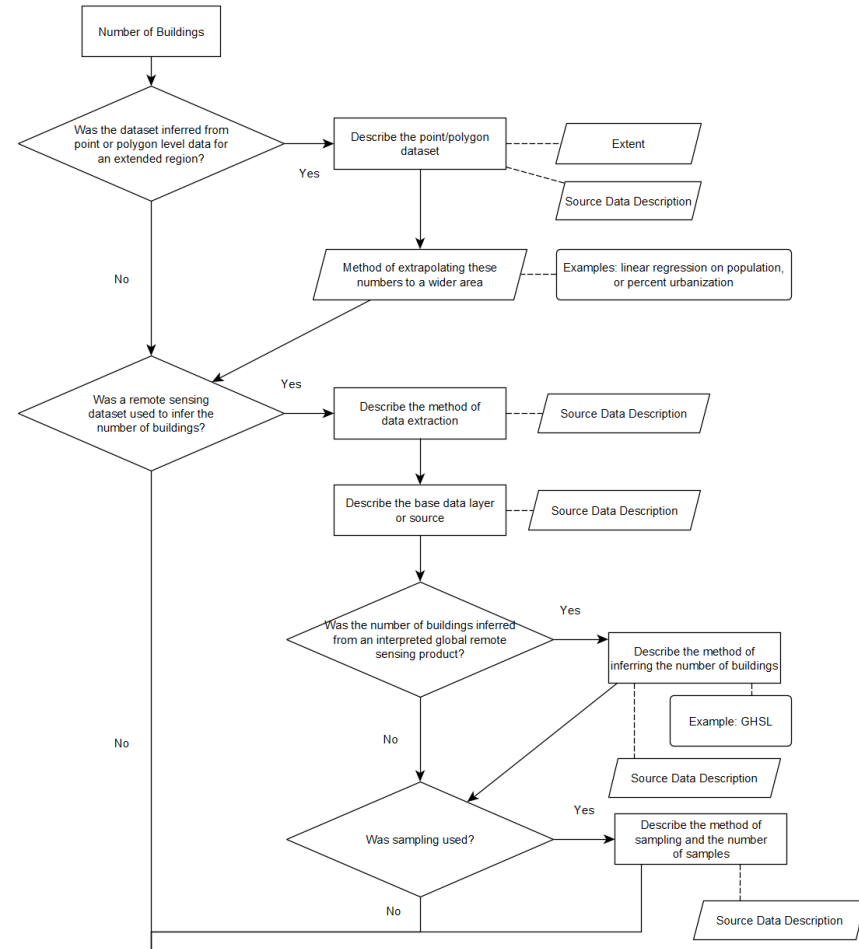 Number of Buildings
Was the dataset inferred from
point or polygon level data for
an extended region?
Yes
Describe the point/polygon
dataset
Extent
Source Data Description
No
Method of extrapolating these
numbers to a wider area
Examples: linear regression on population,
or percent urbanization
Was a remote sensing
dataset used to infer the
number of buildings?
Yes
Describe the method of
data extraction
Source Data Description
Describe the base data layer
or source
Source Data Description
Was the number of buildings inferred
from an interpreted global remote
sensing product?
Yes
Describe the method of
inferring the number of buildings
Example: GHSL
No
No
Source Data Description
Was sampling used?
Yes
Describe the method of
sampling and the number
of samples
No
Source Data Description